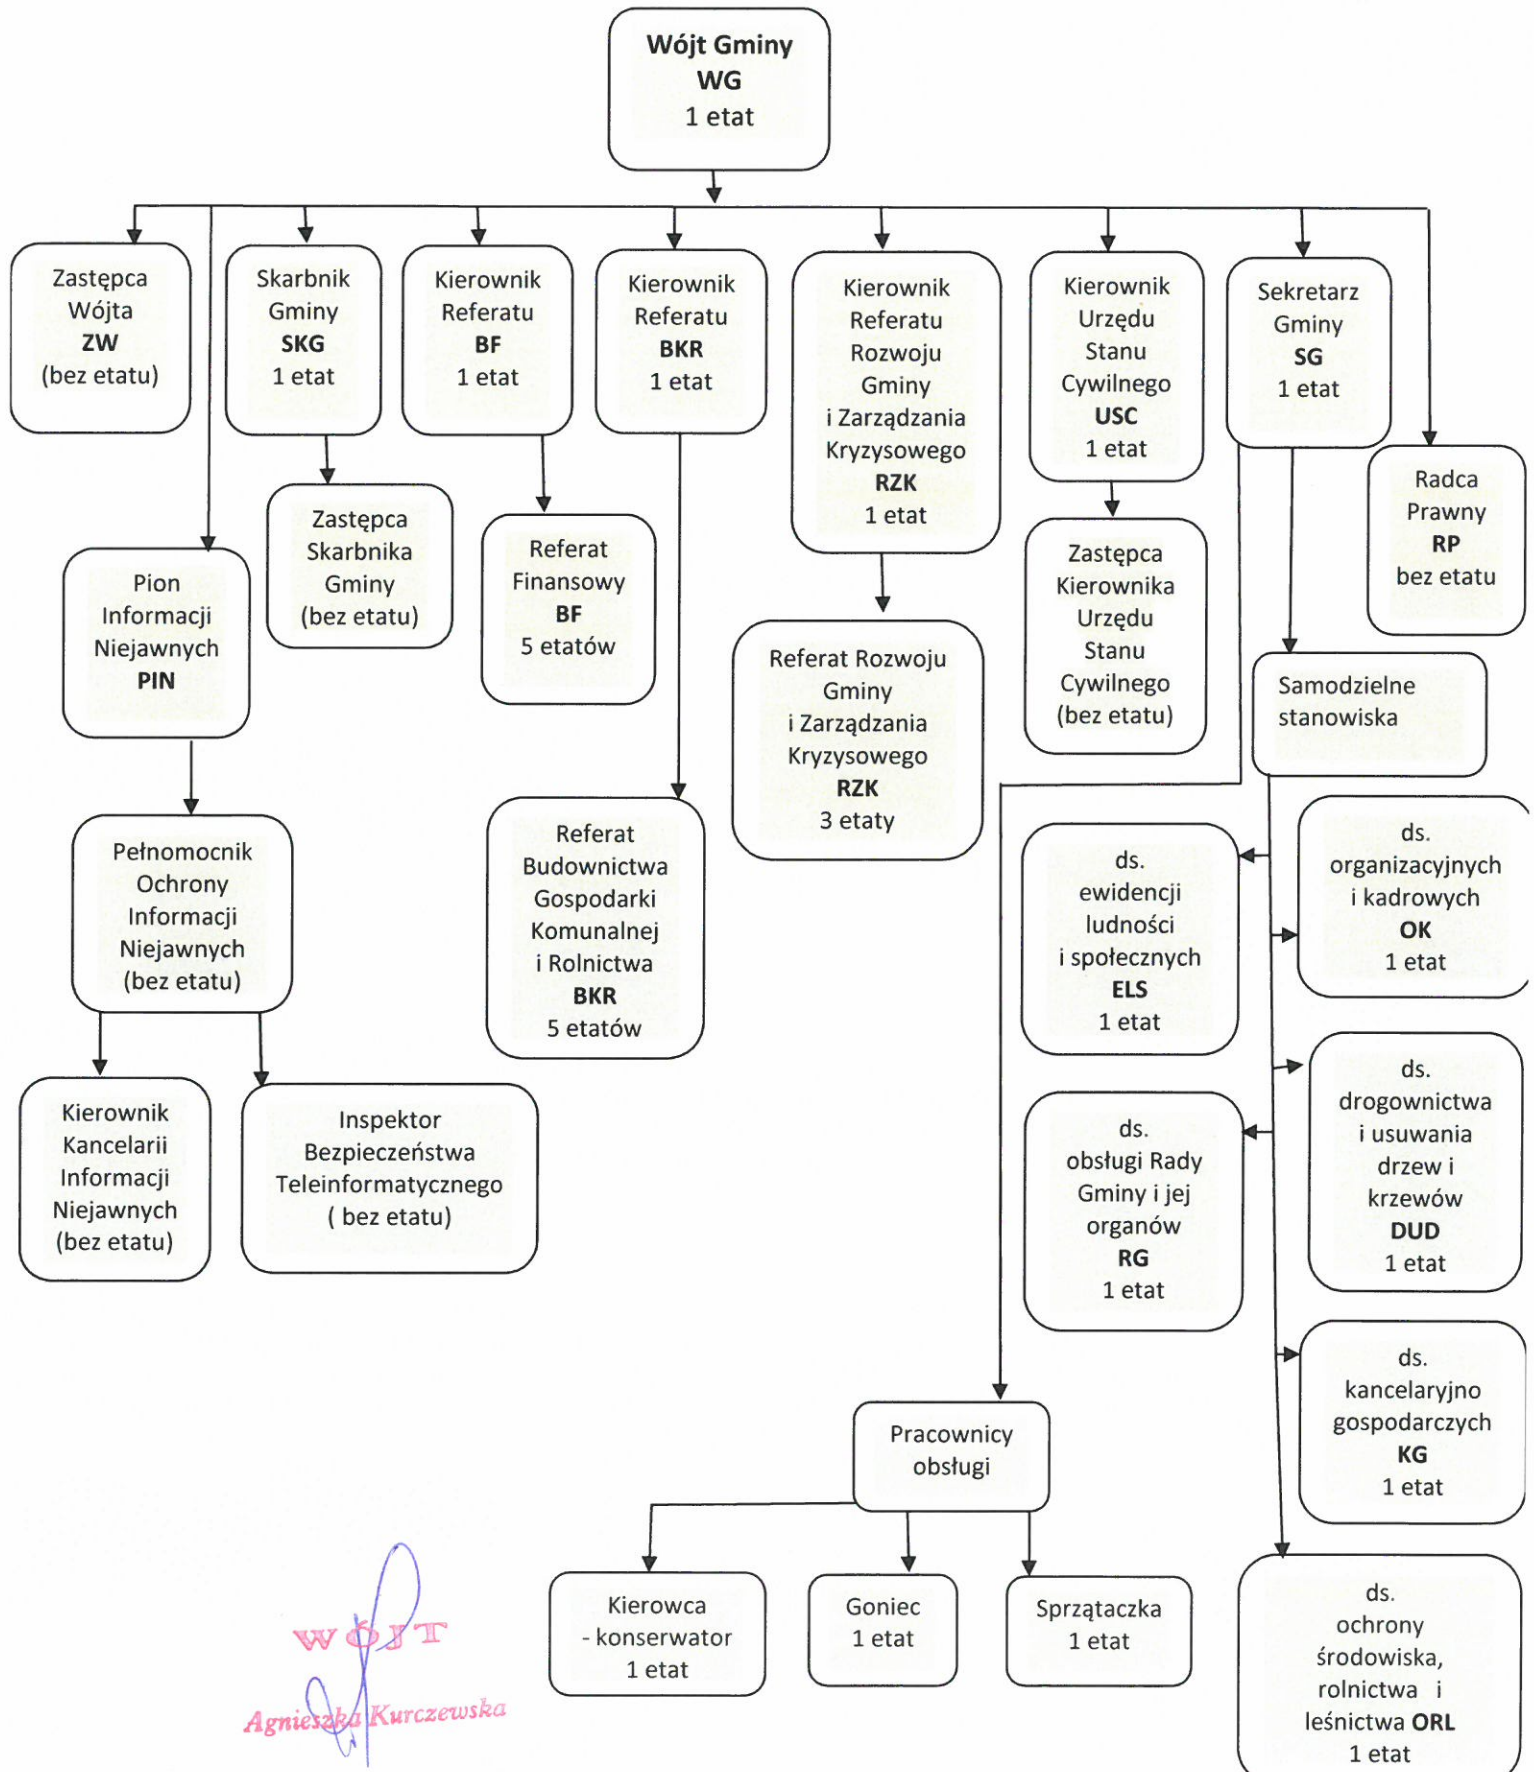 Wójt Gminy
WG
1 etat
Zastępca
Wójta
ZW
(bez etatu)
Skarbnik
Gminy
SKG
1 etat
Kierownik
Referatu
BF
1 etat
Kierownik
Referatu
BKR
1 etat
Kierownik
Referatu
Rozwoju
Gminy
i Zarządzania
Kryzysowego
RZK
1 etat
Kierownik
Urzędu
Stanu
Cywilnego
USC
1 etat
Sekretarz
Gminy
SG
1 etat
Radca
Prawny
RP
bez etatu
Pion
Informacji
Niejawnych
PIN
Zastępca
Skarbnika
Gminy
(bez etatu)
Referat
Finansowy
BF
5 etatów
Referat Rozwoju
Gminy
i Zarządzania
Kryzysowego
RZK
3 etaty
Zastępca
Kierownika
Urzędu
Stanu
Cywilnego
(bez etatu)
Samodzielne
stanowiska
Pełnomocnik
Ochrony
Informacji
Niejawnych
(bez etatu)
Referat
Budownictwa
Gospodarki
Komunalnej
i Rolnictwa
BKR
5 etatów
ds.
ewidencji
ludności
i społecznych
ELS
1 etat
ds.
organizacyjnych
i kadrowych
OK
1 etat
Kierownik
Kancelarii
Informacji
Niejawnych
(bez etatu)
Inspektor
Bezpieczeństwa
Teleinformatycznego
( bez etatu)
ds.
obsługi Rady
Gminy i jej
organów
RG
1 etat
ds.
drogownictwa
i usuwania
drzew i
krzewów
DUD
1 etat
ds.
kancelaryjno
gospodarczych
KG
1 etat
Pracownicy
obsługi
Kierowca
- konserwator
1 etat
Goniec
1 etat
Sprzątaczka
1 etat
ds.
ochrony
środowiska,
rolnictwa i
leśnictwa ORL
1 etat
WÓJT
Agnieszka Kurczewska